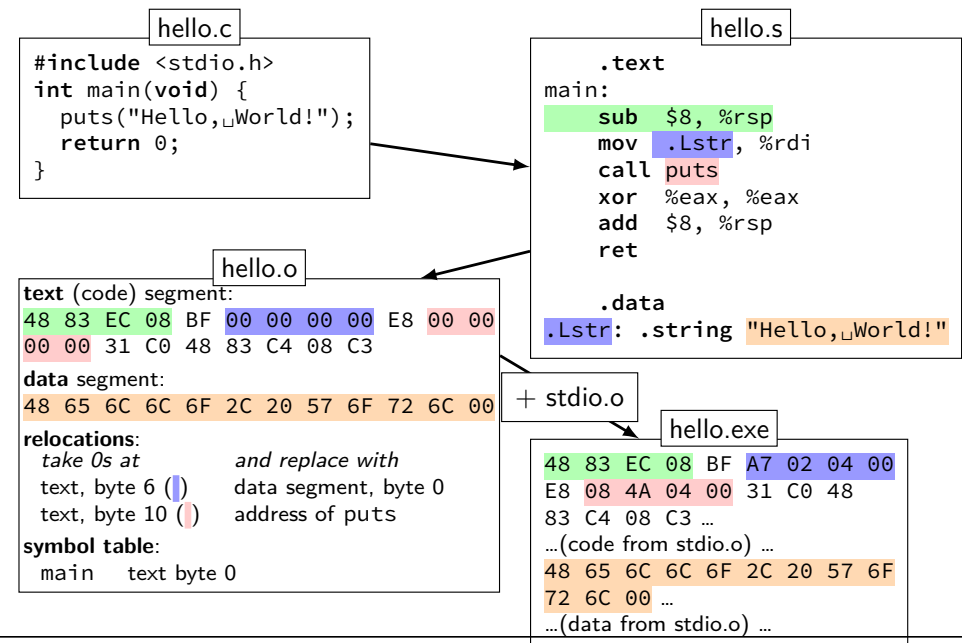 hello.c
#include <stdio.h>
int main(void) {
puts("Hello,␣World!");
return 0;
}
hello.s
.text
main:
sub $8, %rsp
mov .Lstr, %rdi
call puts
xor %eax, %eax
add $8, %rsp
ret
.data
.Lstr: .string "Hello,␣World!"
hello.o
text (code) segment:
48 83 EC 08 BF 00 00 00 00 E8 00 00
00 00 31 C0 48 83 C4 08 C3
data segment:
48 65 6C 6C 6F 2C 20 57 6F 72 6C 00
relocations:
take 0s at and replace with
text, byte 6 ( ) data segment, byte 0
text, byte 10 ( ) address of puts
symbol table:
main text byte 0
+ stdio.o
hello.exe
48 83 EC 08 BF A7 02 04 00
E8 08 4A 04 00 31 C0 48
83 C4 08 C3 …
…(code from stdio.o) …
48 65 6C 6C 6F 2C 20 57 6F
72 6C 00 …
…(data from stdio.o) …